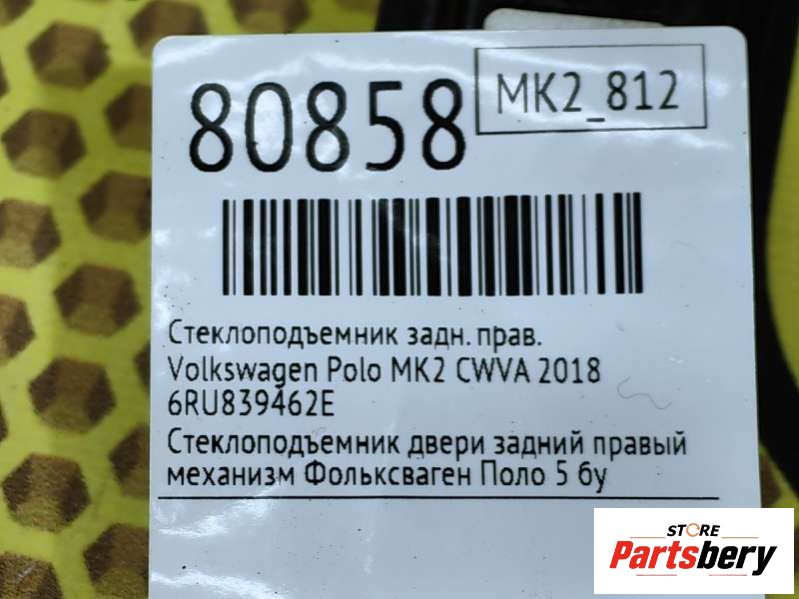 80858
MK2_812
Стеклоподъемник задн. прав.
Volkswagen Polo MK2 CWVA 2018
6RU839462E
Стеклоподъемник двери задний правый
механизм Фольксваген Поло 5 бу
STORE
Partsbery